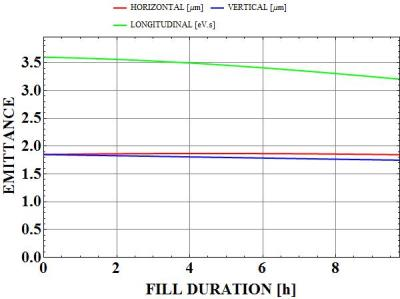 HORIZONTAL [μm] VERTICAL [μm]
LONGITUDINAL [eV.s]
3.5
3.0
2.5
2.0
1.5
1.0
0.5
0.0
EMITTANCE
0 2 4 6 8
FILL DURATION [h]